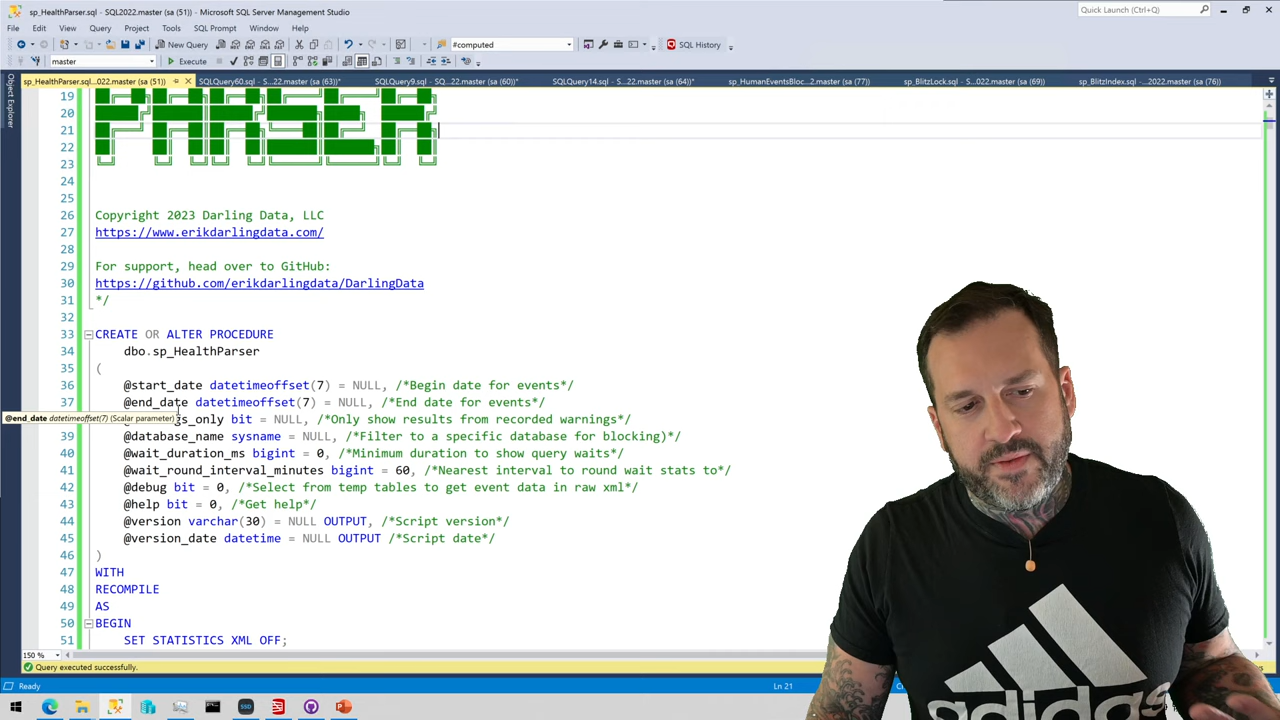 sp_HealthParser.sql - SQL2022.master (sa (51)) - Microsoft SQL Server Management Studio
Quick Launch (Ctrl+Q)
File Edit View Query Project Tools SQL Prompt Window Help
New Query
#computed
SQL History
master
Execute
Object Explorer
sp_HealthParser.sql...022.master (sa (51))
SQLQuery60.sql - S...22.master (sa (63))*
SQLQuery9.sql - SQ...22.master (sa (60))*
SQLQuery14.sql - S...22.master (sa (64))*
sp_HumanEventsBloc...2.master (sa (77))
sp_BlitzLock.sql - S...022.master (sa (69))
sp_BlitzIndex.sql - S...2022.master (sa (76))
19
20
PARSER
21
22
23
24
25
26 Copyright 2023 Darling Data, LLC
27 https://www.erikdarlingdata.com/
28
29 For support, head over to GitHub:
30 https://github.com/erikdarlingdata/DarlingData
31 */
32
33 CREATE OR ALTER PROCEDURE
34 dbo.sp_HealthParser
35 (
36 @start_date datetimeoffset(7) = NULL, /*Begin date for events*/
37 @end_date datetimeoffset(7) = NULL, /*End date for events*/
@end_date datetimeoffset(7) (Scalar parameter)
gs_only bit = NULL, /*Only show results from recorded warnings*/
39 @database_name sysname = NULL, /*Filter to a specific database for blocking)*/
40 @wait_duration_ms bigint = 0, /*Minimum duration to show query waits*/
41 @wait_round_interval_minutes bigint = 60, /*Nearest interval to round wait stats to*/
42 @debug bit = 0, /*Select from temp tables to get event data in raw xml*/
43 @help bit = 0, /*Get help*/
44 @version varchar(30) = NULL OUTPUT, /*Script version*/
45 @version_date datetime = NULL OUTPUT /*Script date*/
46 )
47 WITH
48 RECOMPILE
49 AS
50 BEGIN
51 SET STATISTICS XML OFF;
150 %
Query executed successfully.
Ready
Ln 21
adidas